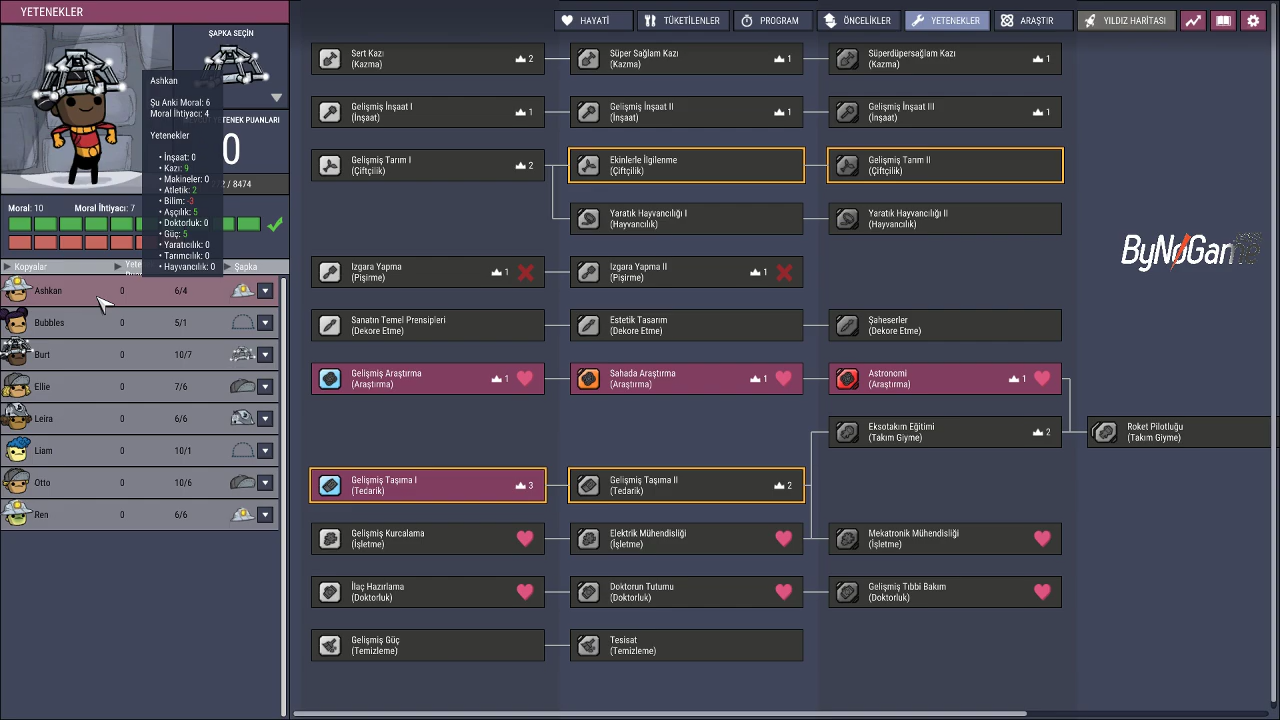 YETENEKLER
HAYATİ
TÜKETİLENLER
PROGRAM
ÖNCELİKLER
YETENEKLER
ARAŞTIR
YILDIZ HARİTASI
ŞAPKA SEÇİN
YETENEK PUANLARI
0
/ 8474
Moral: 10
Moral İhtiyacı: 7
Ashkan
Şu Anki Moral: 6
Moral İhtiyacı: 4
Yetenekler
• İnşaat: 0
• Kazı: 9
• Makineler: 0
• Atletik: 2
• Bilim: -3
• Aşçılık: 5
• Doktorluk: 0
• Güç: 5
• Yaratıcılık: 0
• Tarımcılık: 0
• Hayvancılık: 0
Kopyalar
Şapka
Ashkan 0 6/4
Bubbles 0 5/1
Burt 0 10/7
Ellie 0 7/6
Leira 0 6/6
Liam 0 10/1
Otto 0 10/6
Ren 0 6/6
Sert Kazı
(Kazma)
2
Süper Sağlam Kazı
(Kazma)
1
Süperdüpersağlam Kazı
(Kazma)
1
Gelişmiş İnşaat I
(İnşaat)
1
Gelişmiş İnşaat II
(İnşaat)
1
Gelişmiş İnşaat III
(İnşaat)
1
Gelişmiş Tarım I
(Çiftçilik)
2
Ekinlerle İlgilenme
(Çiftçilik)
Gelişmiş Tarım II
(Çiftçilik)
Yaratık Hayvancılığı I
(Hayvancılık)
Yaratık Hayvancılığı II
(Hayvancılık)
Izgara Yapma
(Pişirme)
1
Izgara Yapma II
(Pişirme)
1
Sanatın Temel Prensipleri
(Dekore Etme)
Estetik Tasarım
(Dekore Etme)
Şaheserler
(Dekore Etme)
Gelişmiş Araştırma
(Araştırma)
1
Sahada Araştırma
(Araştırma)
1
Astronomi
(Araştırma)
1
Eksotakım Eğitimi
(Takım Giyme)
2
Roket Pilotluğu
(Takım Giyme)
Gelişmiş Taşıma I
(Tedarik)
3
Gelişmiş Taşıma II
(Tedarik)
2
Gelişmiş Kurcalama
(İşletme)
Elektrik Mühendisliği
(İşletme)
Mekatronik Mühendisliği
(İşletme)
İlaç Hazırlama
(Doktorluk)
Doktorun Tutumu
(Doktorluk)
Gelişmiş Tıbbi Bakım
(Doktorluk)
Gelişmiş Güç
(Temizleme)
Tesisat
(Temizleme)